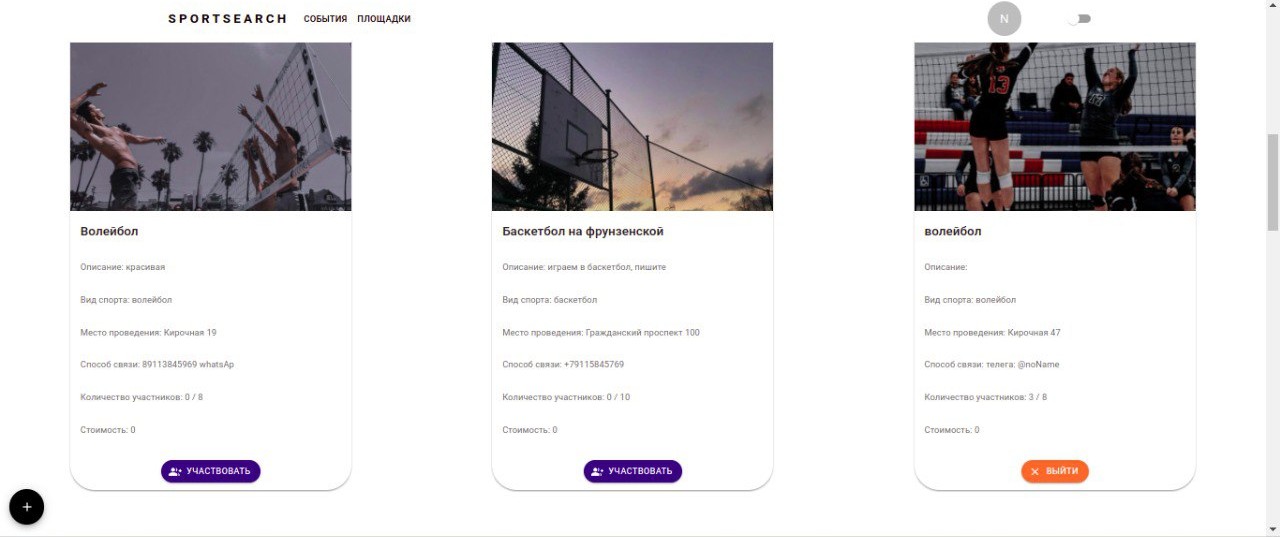 SPORTSEARCH СОБЫТИЯ ПЛОЩАДКИ N
13
Волейбол
Описание: красивая
Вид спорта: волейбол
Место проведения: Кирочная 19
Способ связи: 89113845969 whatsAp
Количество участников: 0 / 8
Стоимость: 0
УЧАСТВОВАТЬ
Баскетбол на фрунзенской
Описание: играем в баскетбол, пишите
Вид спорта: баскетбол
Место проведения: Гражданский проспект 100
Способ связи: +79115845769
Количество участников: 0 / 10
Стоимость: 0
УЧАСТВОВАТЬ
волейбол
Описание:
Вид спорта: волейбол
Место проведения: Кирочная 47
Способ связи: телега: @noName
Количество участников: 3 / 8
Стоимость: 0
ВЫЙТИ